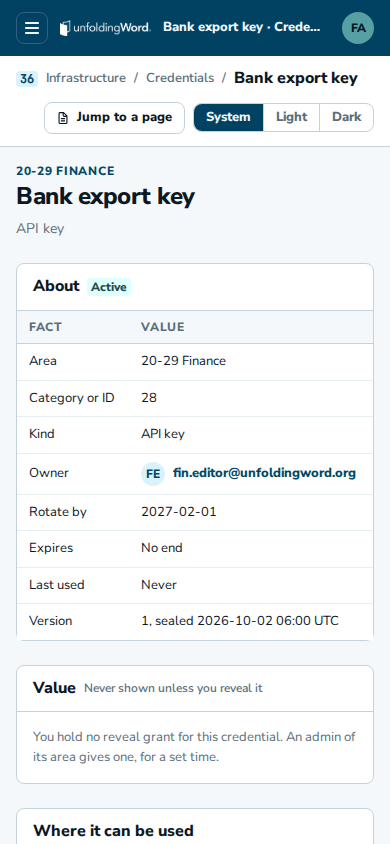 unfoldingWord. Bank export key · Crede... FA
36 Infrastructure / Credentials / Bank export key
Jump to a page System Light Dark
20-29 FINANCE
Bank export key
API key
About Active
FACT VALUE
Area 20-29 Finance
Category or ID 28
Kind API key
Owner FE fin.editor@unfoldingword.org
Rotate by 2027-02-01
Expires No end
Last used Never
Version 1, sealed 2026-10-02 06:00 UTC
Value Never shown unless you reveal it
You hold no reveal grant for this credential. An admin of
its area gives one, for a set time.
Where it can be used